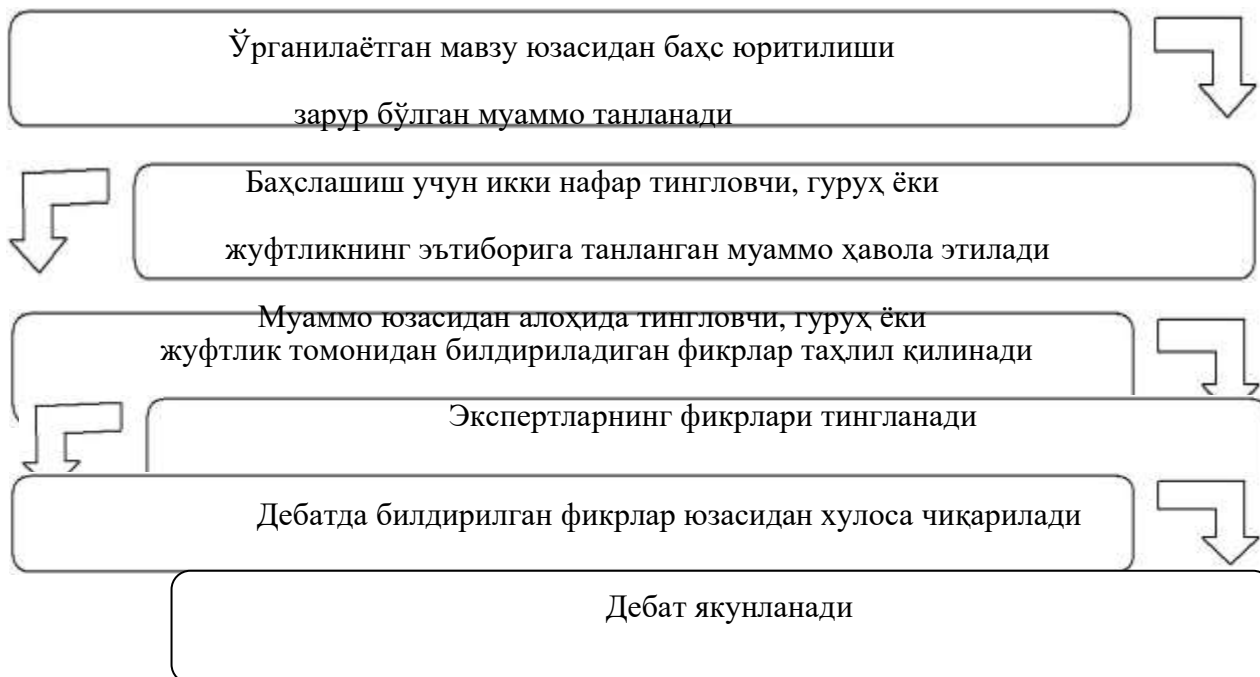 Ўрганилаётган мавзу юзасидан баҳс юритилиши
зарур бўлган муаммо танланади
Баҳслашиш учун икки нафар тингловчи, гуруҳ ёки
жуфтликнинг эътиборига танланган муаммо ҳавола этилади
Муаммо юзасидан алоҳида тингловчи, гуруҳ ёки
жуфтлик томонидан билдириладиган фикрлар таҳлил қилинади
Экспертларнинг фикрлари тингланади
Дебатда билдирилган фикрлар юзасидан хулоса чиқарилади
Дебат якунланади